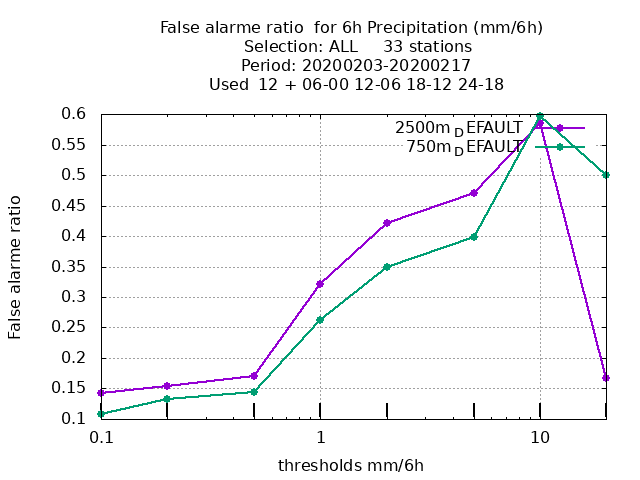 False alarme ratio  for 6h Precipitation (mm/6h)
Selection: ALL     33 stations
Period: 20200203-20200217
Used  12 + 06-00 12-06 18-12 24-18
2500m_DEFAULT
750m_DEFAULT
0.6
0.55
0.5
0.45
0.4
0.35
0.3
0.25
0.2
0.15
0.1
False alarme ratio
0.1 1 10
thresholds mm/6h